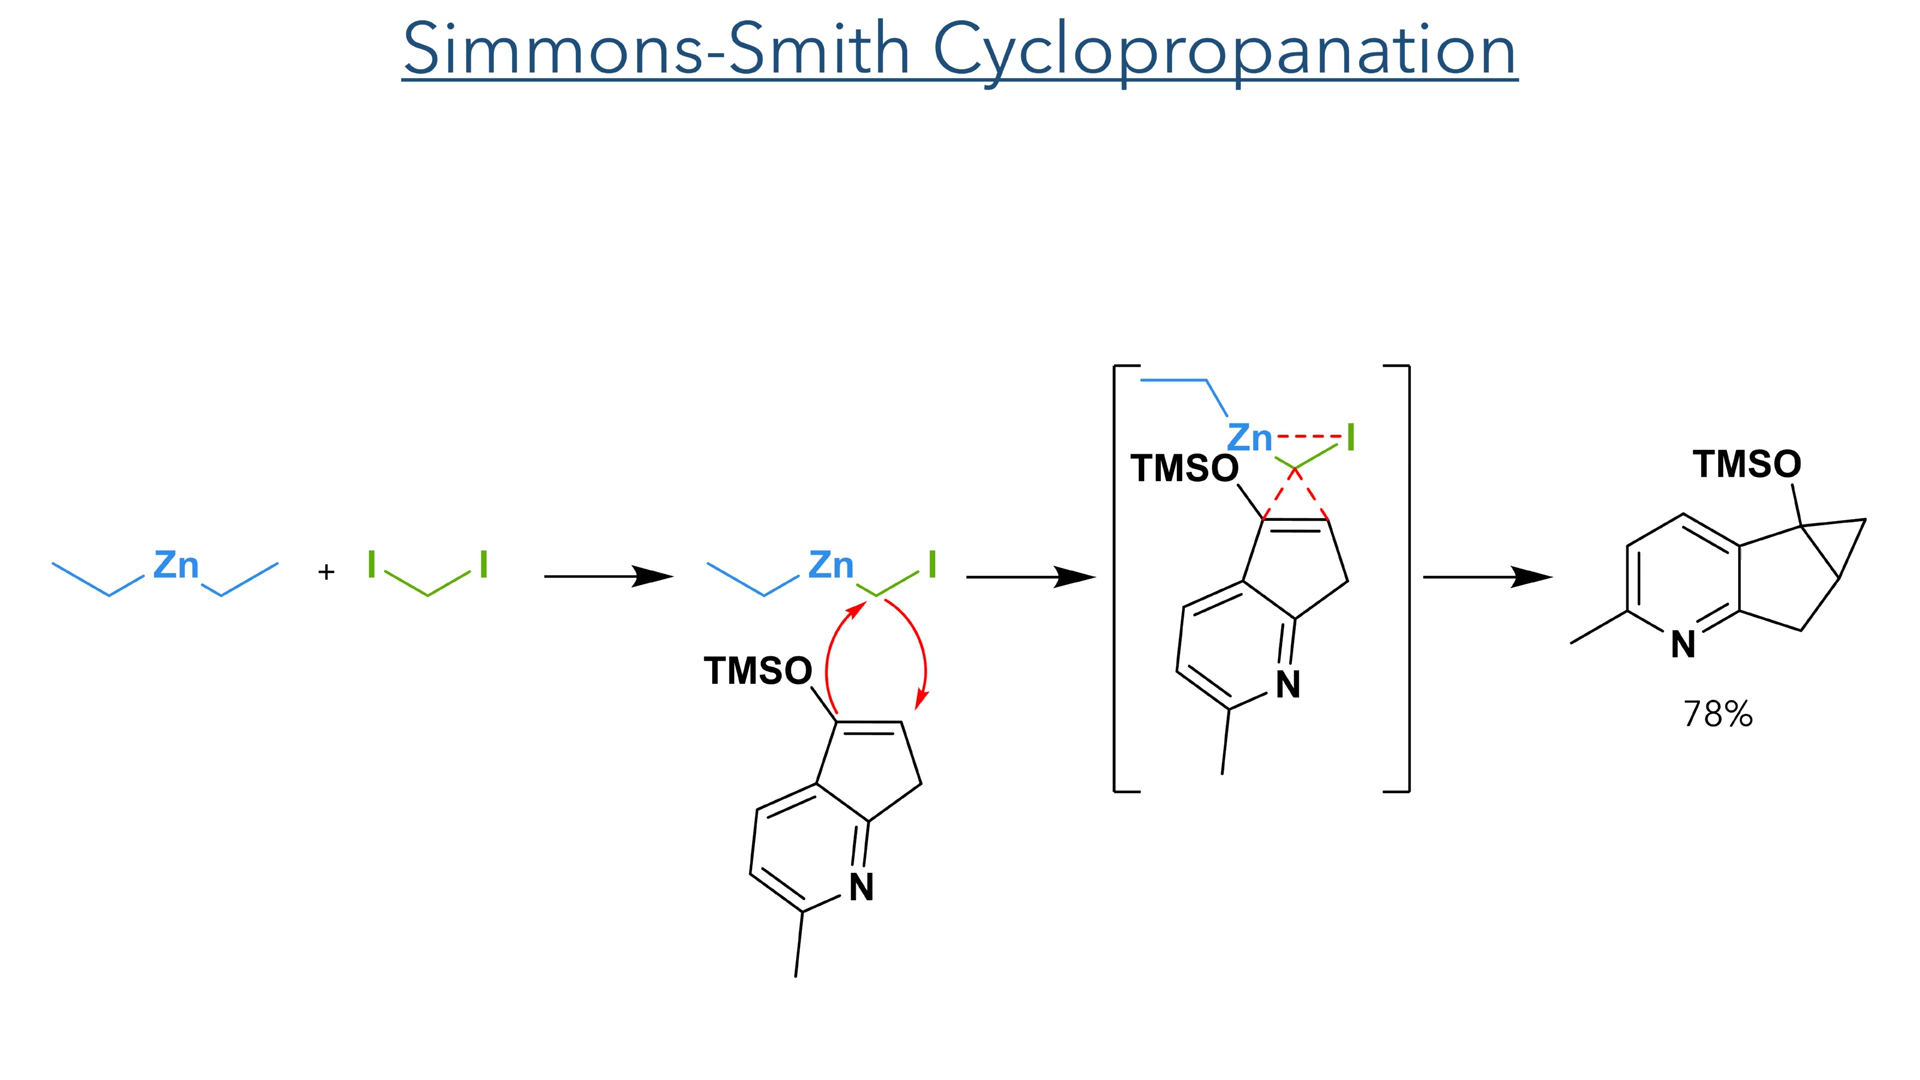 Simmons-Smith Cyclopropanation
Zn + I I
Zn I
TMSO
N
Zn I
TMSO
N
TMSO
N
78%